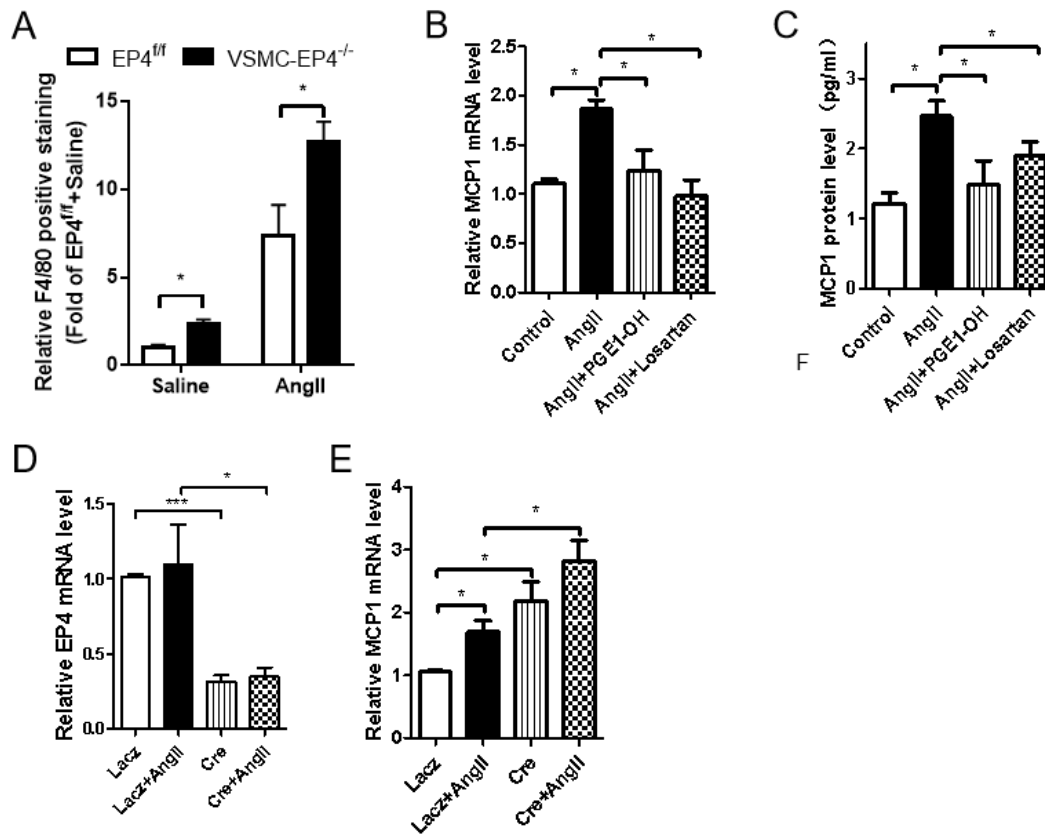 A
EP4f/f
VSMC-EP4-/-
Relative F4/80 positive staining
(Fold of EP4f/f+Saline)
15
10
5
0
*
*
Saline
AngII
B
Relative MCP1 mRNA level
2.5
2.0
1.5
1.0
0.5
0.0
*
*
*
Control
AngII
AngII+PGE1-OH
AngII+Losartan
C
MCP1 protein level (pg/ml)
3
2
1
0
*
*
*
Control
AngII
AngII+PGE1-OH
AngII+Losartan
F
D
Relative EP4 mRNA level
1.5
1.0
0.5
0.0
***
*
Lacz
Lacz+AngII
Cre
Cre+AngII
E
Relative MCP1 mRNA level
4
3
2
1
0
*
*
*
Lacz
Lacz+AngII
Cre
Cre+AngII